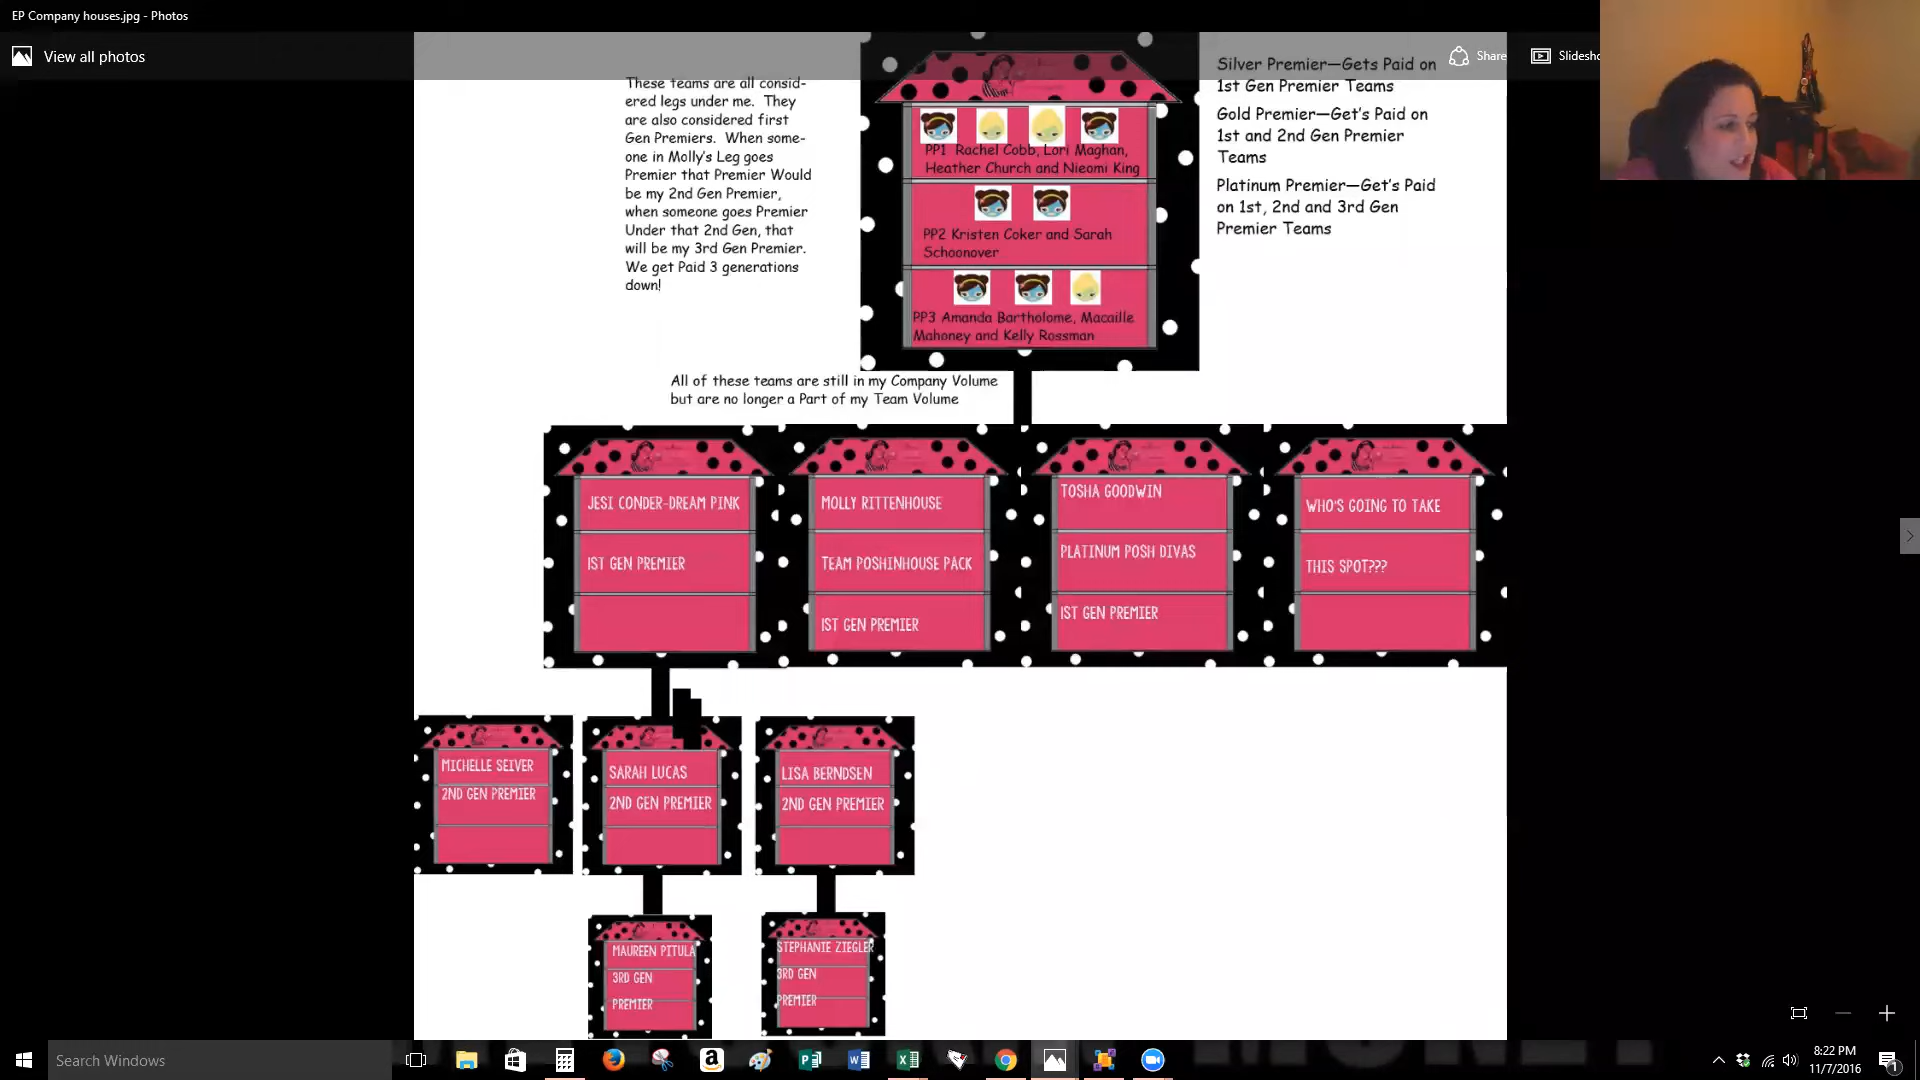 EP Company houses.jpg - Photos
View all photos
Share
Slidesho
These teams are all consid-
ered legs under me. They
are also considered first
Gen Premiers. When some-
one in Molly's Leg goes
Premier that Premier Would
be my 2nd Gen Premier,
when someone goes Premier
Under that 2nd Gen, that
will be my 3rd Gen Premier.
We get Paid 3 generations
down!
PP1 Rachel Cobb, Lori Maghan,
Heather Church and Nieomi King
PP2 Kristen Coker and Sarah
Schoonover
PP3 Amanda Bartholome, Macaille
Mahoney and Kelly Rossman
Silver Premier—Gets Paid on
1st Gen Premier Teams
Gold Premier—Get's Paid on
1st and 2nd Gen Premier
Teams
Platinum Premier—Get's Paid
on 1st, 2nd and 3rd Gen
Premier Teams
All of these teams are still in my Company Volume
but are no longer a Part of my Team Volume
JESI CONDER-DREAM PINK
1ST GEN PREMIER
MOLLY RITTENHOUSE
TEAM POSHINHOUSE PACK
1ST GEN PREMIER
TOSHA GOODWIN
PLATINUM POSH DIVAS
1ST GEN PREMIER
WHO'S GOING TO TAKE
THIS SPOT???
MICHELLE SEIVER
2ND GEN PREMIER
SARAH LUCAS
2ND GEN PREMIER
LISA BERNDSEN
2ND GEN PREMIER
MAUREEN PITULA
3RD GEN
PREMIER
STEPHANIE ZIEGLER
3RD GEN
PREMIER
Search Windows
8:22 PM
11/7/2016
1